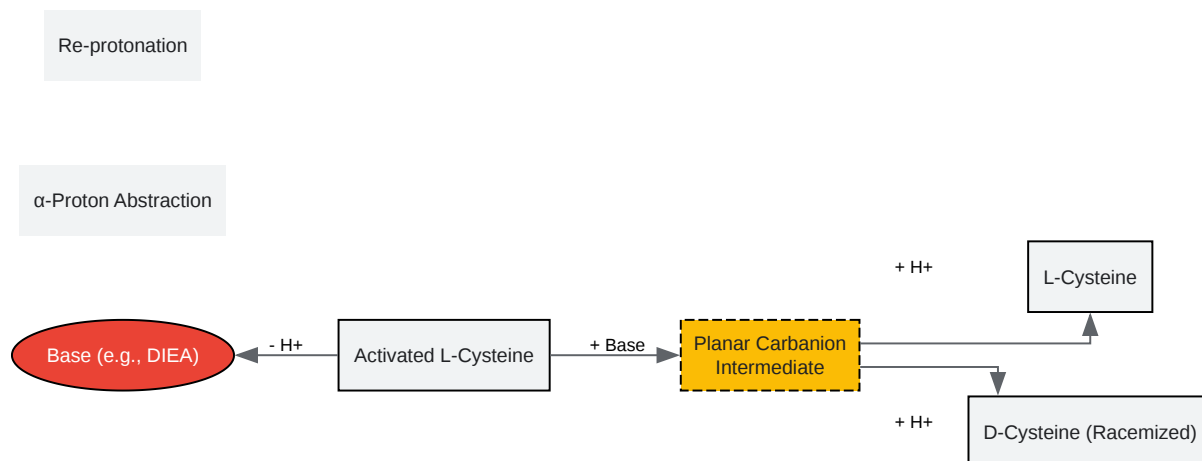 Re-protonation
α-Proton Abstraction
+ H+
L-Cysteine
Base (e.g., DIEA)
- H+
Activated L-Cysteine
+ Base
Planar Carbanion
Intermediate
+ H+
D-Cysteine (Racemized)